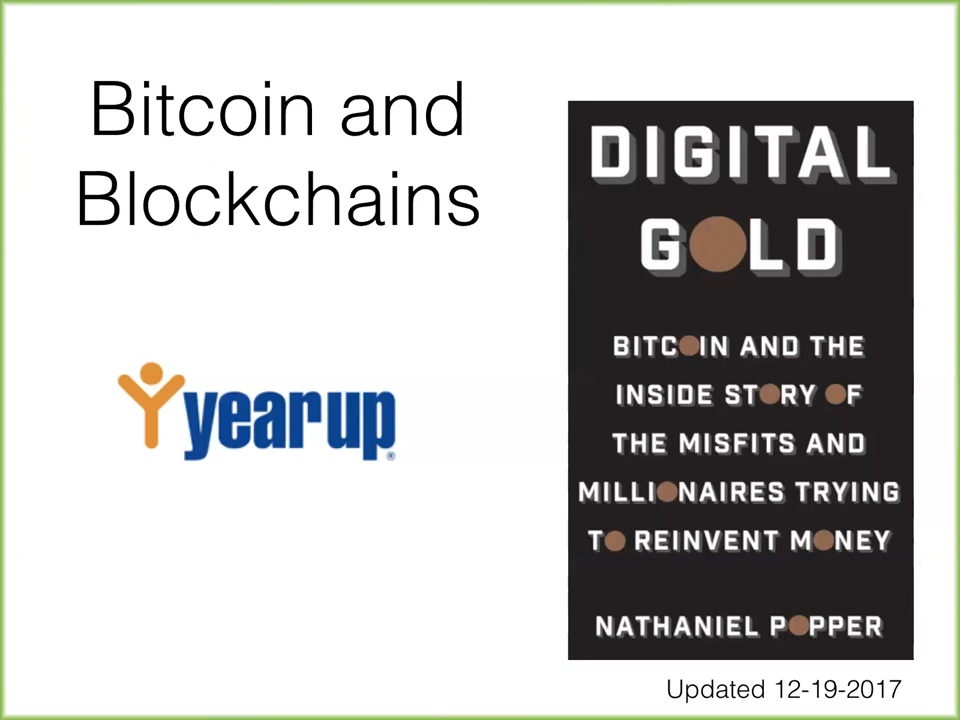 Bitcoin and
Blockchains
yearup®
DIGITAL
GOLD
BITCOIN AND THE
INSIDE STORY OF
THE MISFITS AND
MILLIONAIRES TRYING
TO REINVENT MONEY
NATHANIEL POPPER
Updated 12-19-2017